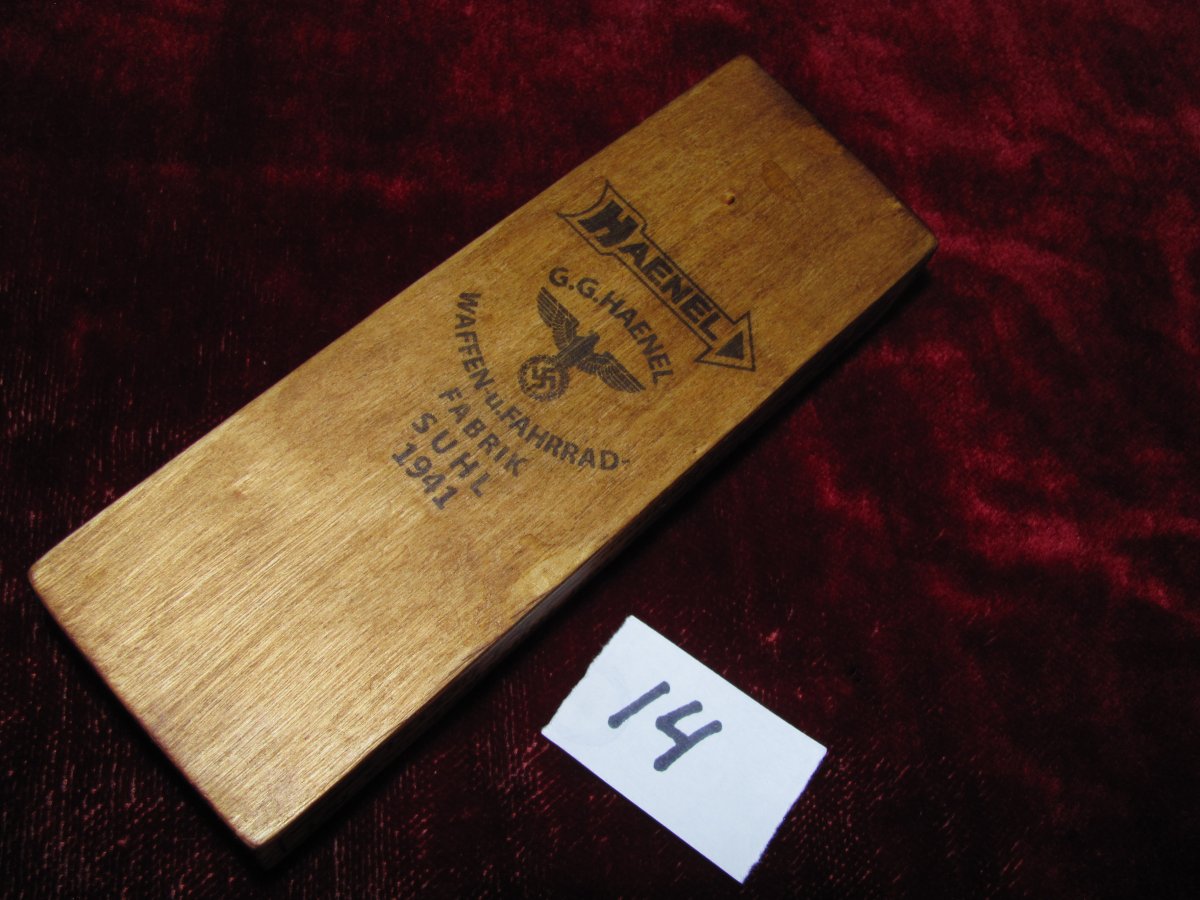 HAENEL
G.G.HAENEL
WAFFEN-u.FAHRRAD-
FABRIK
SUHL
1941
14